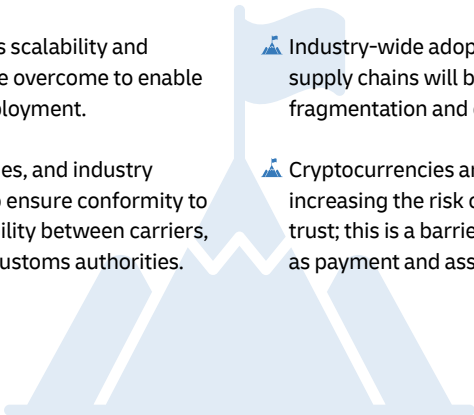 s scalability and
e overcome to enable
loyment.
es, and industry
o ensure conformity to
ility between carriers,
ustoms authorities.
Industry-wide adop
supply chains will b
fragmentation and
Cryptocurrencies ar
increasing the risk o
trust; this is a barrie
as payment and ass